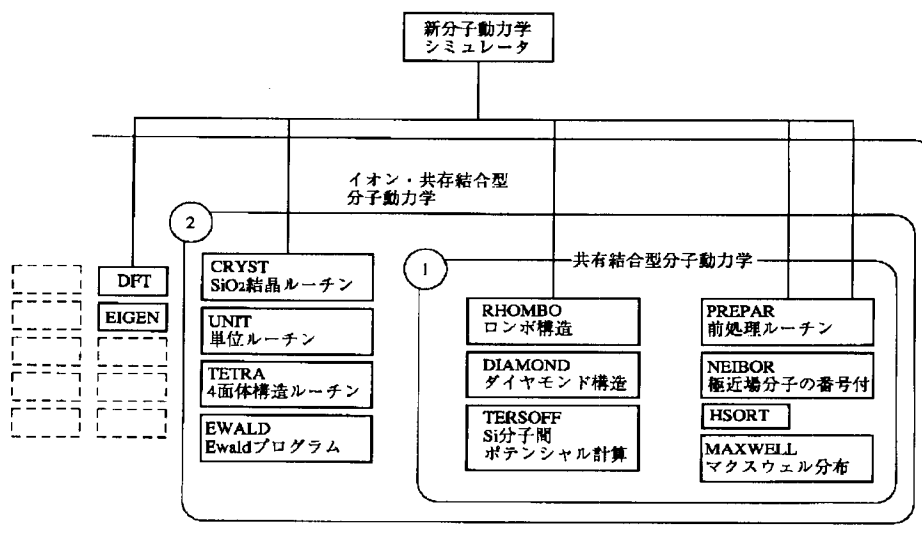 新分子動力学
シミュレータ
イオン・共存結合型
分子動力学
2
1
共有結合型分子動力学
DFT
EIGEN
CRYST
SiO₂結晶ルーチン
UNIT
単位ルーチン
TETRA
4面体構造ルーチン
EWALD
Ewaldプログラム
RHOMBO
ロンボ構造
DIAMOND
ダイヤモンド構造
TERSOFF
Si分子間
ポテンシャル計算
PREPAR
前処理ルーチン
NEIBOR
極近場分子の番号付
HSORT
MAXWELL
マクスウェル分布